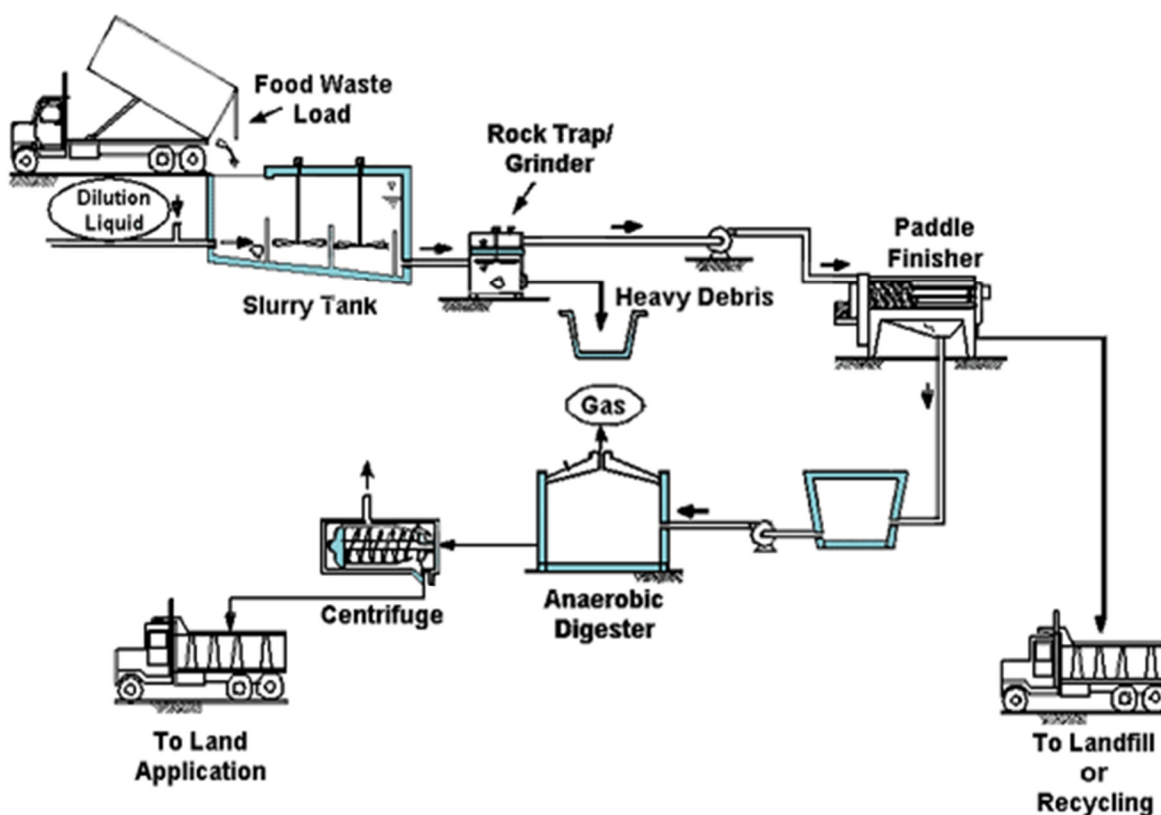 Food Waste
Load
Rock Trap/
Grinder
Dilution
Liquid
Paddle
Finisher
Slurry Tank
Heavy Debris
Gas
Centrifuge
Anaerobic
Digester
To Land
Application
To Landfill
or
Recycling